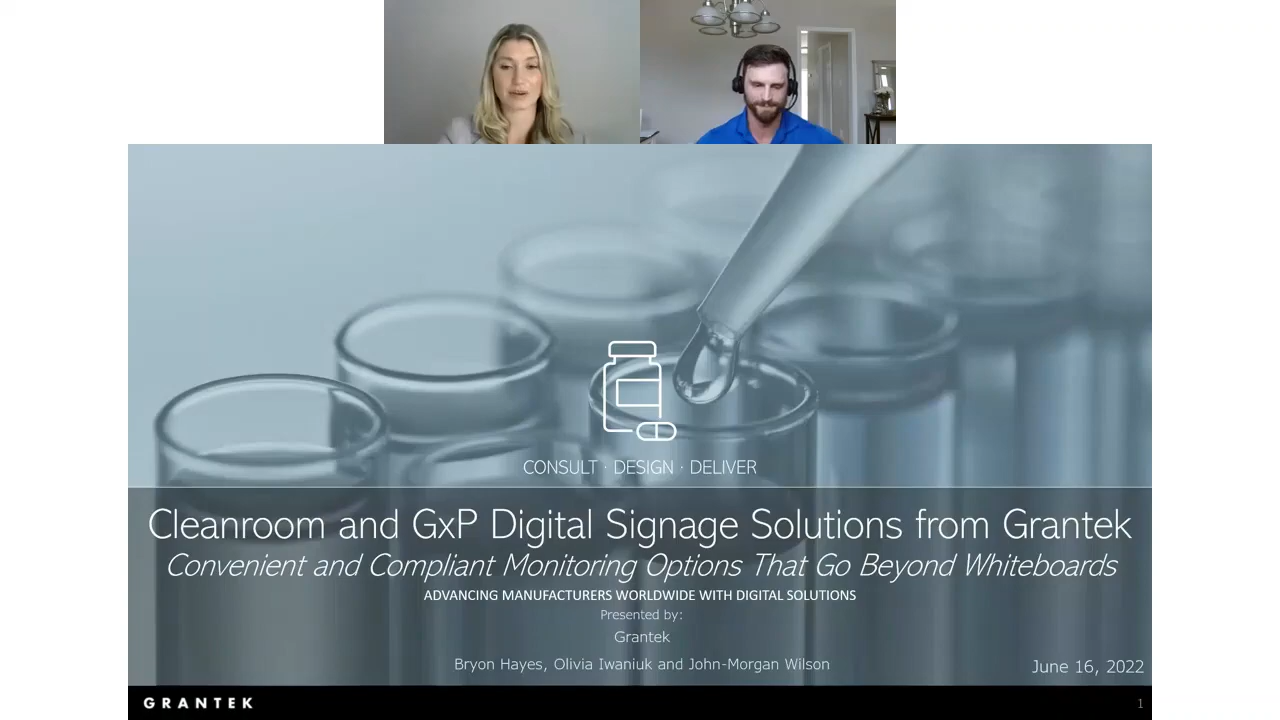 CONSULT · DESIGN · DELIVER
Cleanroom and GxP Digital Signage Solutions from Grantek
Convenient and Compliant Monitoring Options That Go Beyond Whiteboards
ADVANCING MANUFACTURERS WORLDWIDE WITH DIGITAL SOLUTIONS
Presented by:
Grantek
Bryon Hayes, Olivia Iwaniuk and John-Morgan Wilson
June 16, 2022
GRANTEK
1